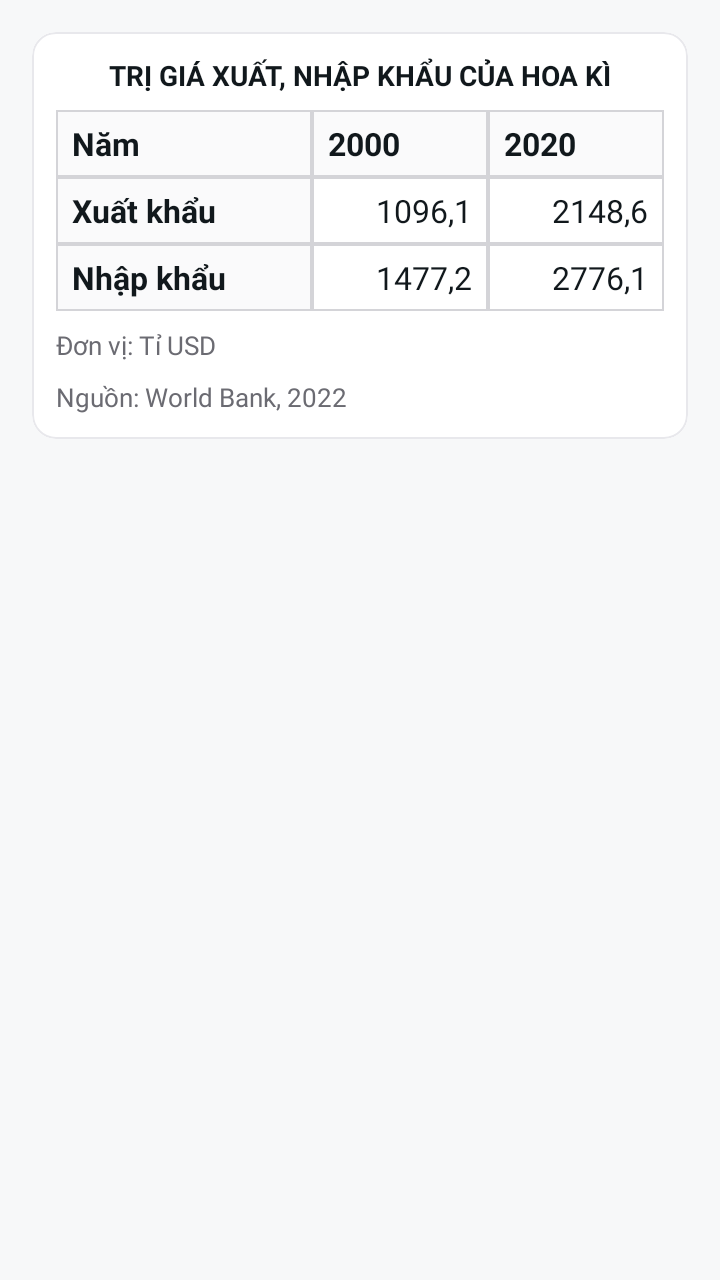 TRỊ GIÁ XUẤT, NHẬP KHẨU CỦA HOA KÌ
Năm 2000 2020
Xuất khẩu 1096,1 2148,6
Nhập khẩu 1477,2 2776,1
Đơn vị: Tỉ USD
Nguồn: World Bank, 2022